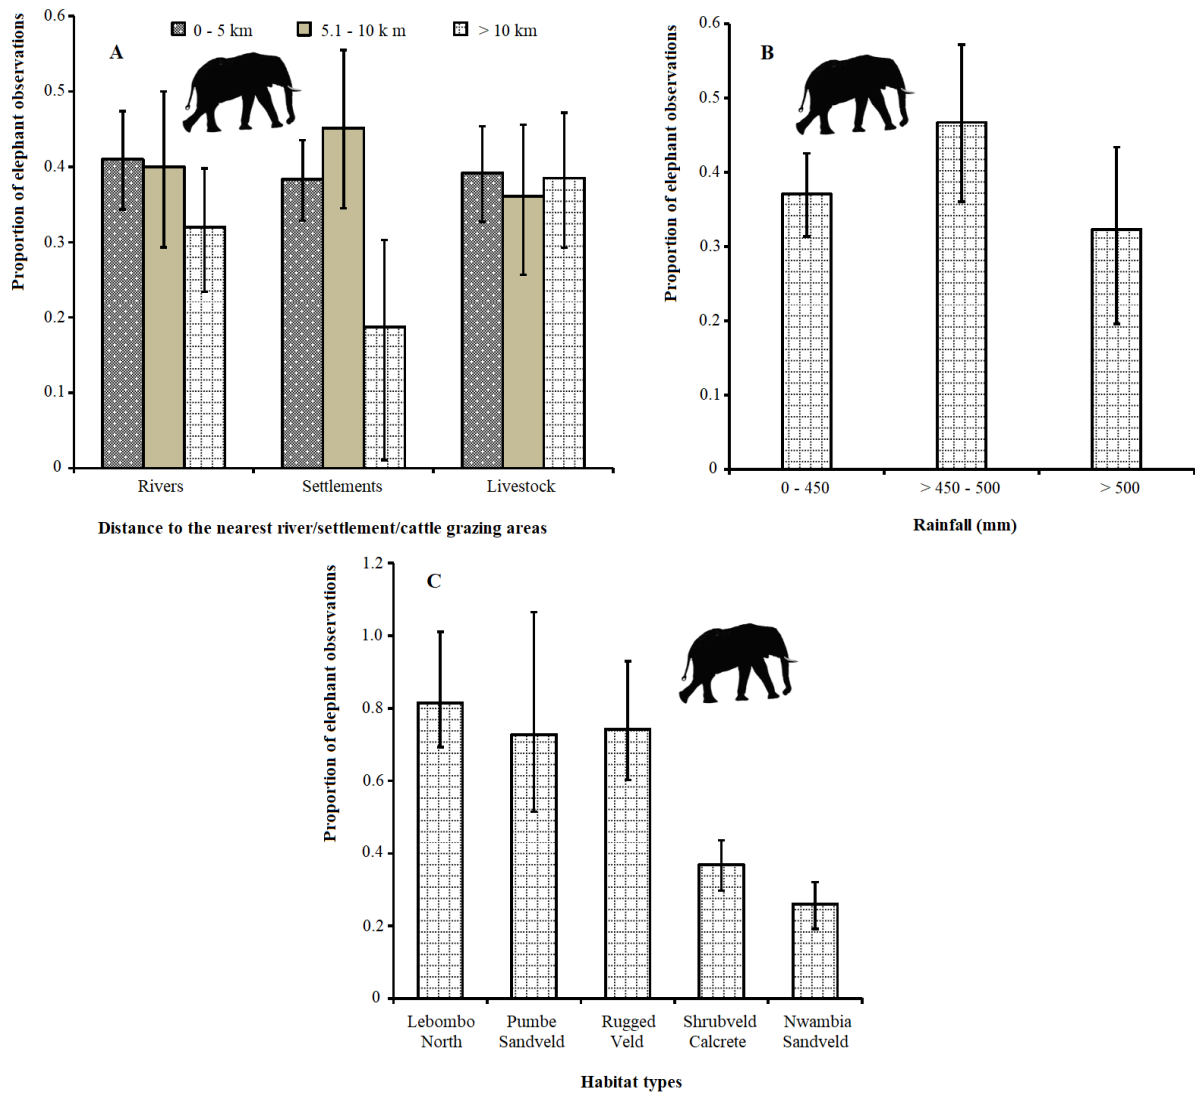 A
0 - 5 km
5.1 - 10 k m
> 10 km
Proportion of elephant observations
0.6
0.5
0.4
0.3
0.2
0.1
0
Rivers
Settlements
Livestock
Distance to the nearest river/settlement/cattle grazing areas
B
Proportion of elephant observations
0.6
0.5
0.4
0.3
0.2
0.1
0
0 - 450
> 450 - 500
> 500
Rainfall (mm)
C
Proportion of elephant observations
1.2
1.0
0.8
0.6
0.4
0.2
0
Lebombo
North
Pumbe
Sandveld
Rugged
Veld
Shrubveld
Calcrete
Nwambia
Sandveld
Habitat types